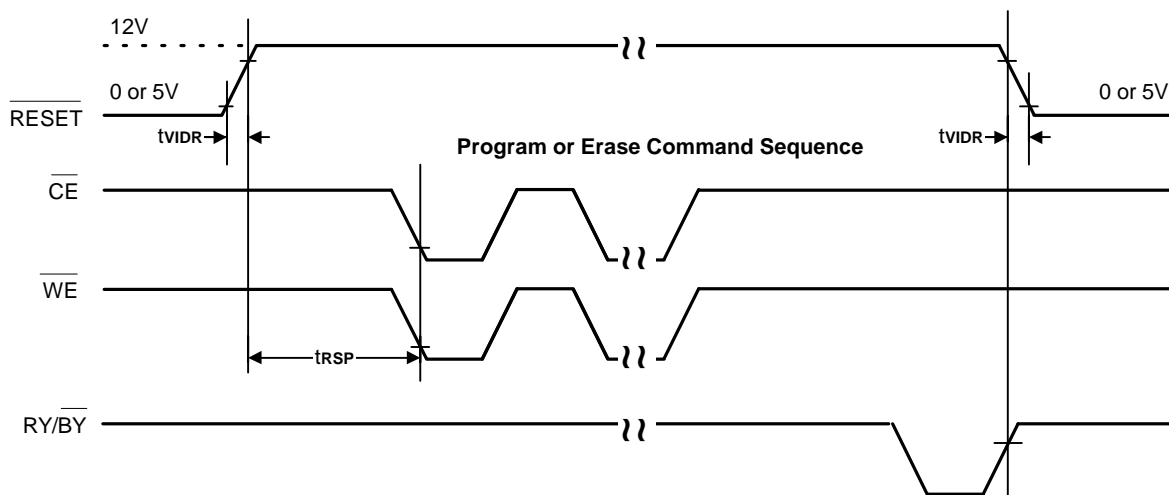 12V
0 or 5V
0 or 5V
RESET
tVIDR
tVIDR
Program or Erase Command Sequence
CE
WE
tRSP
RY/BY